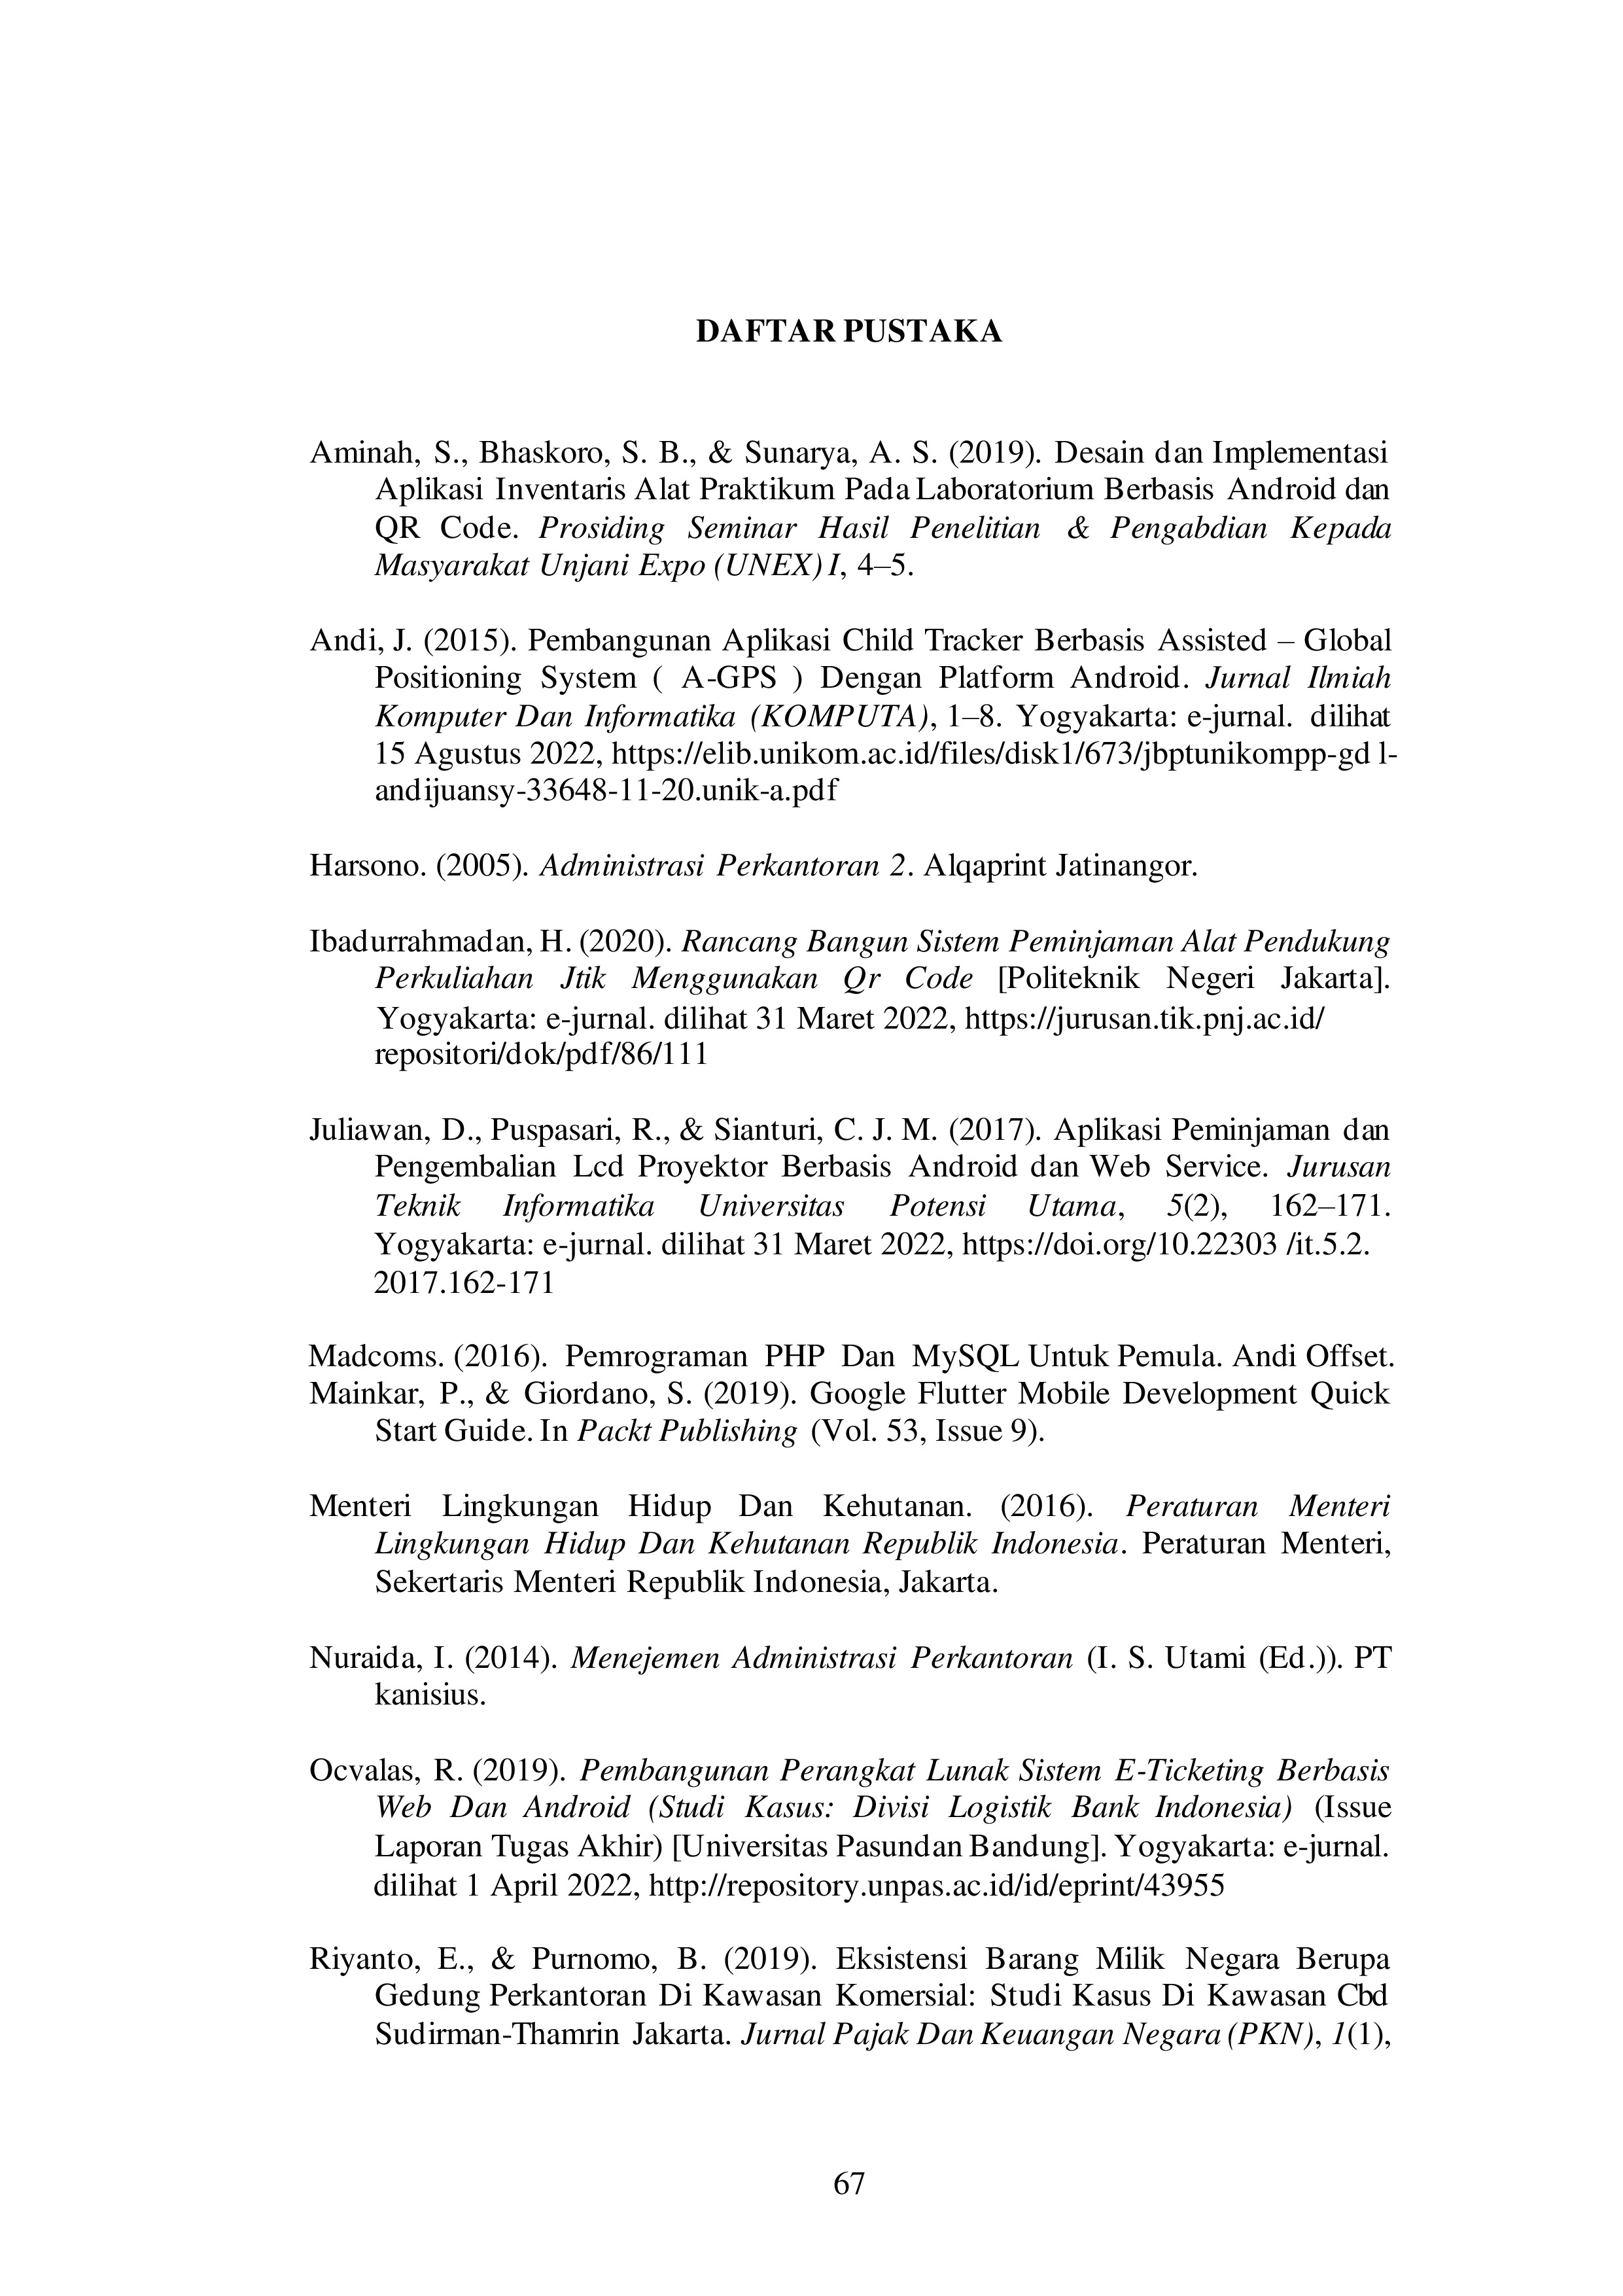 DAFTAR PUSTAKA
Aminah, S., Bhaskoro, S. B., & Sunarya, A. S. (2019). Desain dan Implementasi
Aplikasi Inventaris Alat Praktikum Pada Laboratorium Berbasis Android dan
QR Code. Prosiding Seminar Hasil Penelitian & Pengabdian Kepada
Masyarakat Unjani Expo (UNEX) I, 4–5.
Andi, J. (2015). Pembangunan Aplikasi Child Tracker Berbasis Assisted – Global
Positioning System ( A-GPS ) Dengan Platform Android. Jurnal Ilmiah
Komputer Dan Informatika (KOMPUTA), 1–8. Yogyakarta: e-jurnal. dilihat
15 Agustus 2022, https://elib.unikom.ac.id/files/disk1/673/jbptunikompp-gdl-
andijuansy-33648-11-20.unik-a.pdf
Harsono. (2005). Administrasi Perkantoran 2. Alqaprint Jatinangor.
Ibadurrahmadan, H. (2020). Rancang Bangun Sistem Peminjaman Alat Pendukung
Perkuliahan Jtik Menggunakan Qr Code [Politeknik Negeri Jakarta].
Yogyakarta: e-jurnal. dilihat 31 Maret 2022, https://jurusan.tik.pnj.ac.id/
repositori/dok/pdf/86/111
Juliawan, D., Puspasari, R., & Sianturi, C. J. M. (2017). Aplikasi Peminjaman dan
Pengembalian Lcd Proyektor Berbasis Android dan Web Service. Jurusan
Teknik Informatika Universitas Potensi Utama, 5(2), 162–171.
Yogyakarta: e-jurnal. dilihat 31 Maret 2022, https://doi.org/10.22303 /it.5.2.
2017.162-171
Madcoms. (2016). Pemrograman PHP Dan MySQL Untuk Pemula. Andi Offset.
Mainkar, P., & Giordano, S. (2019). Google Flutter Mobile Development Quick
Start Guide. In Packt Publishing (Vol. 53, Issue 9).
Menteri Lingkungan Hidup Dan Kehutanan. (2016). Peraturan Menteri
Lingkungan Hidup Dan Kehutanan Republik Indonesia. Peraturan Menteri,
Sekertaris Menteri Republik Indonesia, Jakarta.
Nuraida, I. (2014). Menejemen Administrasi Perkantoran (I. S. Utami (Ed.)). PT
kanisius.
Ocvalas, R. (2019). Pembangunan Perangkat Lunak Sistem E-Ticketing Berbasis
Web Dan Android (Studi Kasus: Divisi Logistik Bank Indonesia) (Issue
Laporan Tugas Akhir) [Universitas Pasundan Bandung]. Yogyakarta: e-jurnal.
dilihat 1 April 2022, http://repository.unpas.ac.id/id/eprint/43955
Riyanto, E., & Purnomo, B. (2019). Eksistensi Barang Milik Negara Berupa
Gedung Perkantoran Di Kawasan Komersial: Studi Kasus Di Kawasan Cbd
Sudirman-Thamrin Jakarta. Jurnal Pajak Dan Keuangan Negara (PKN), 1(1),
67